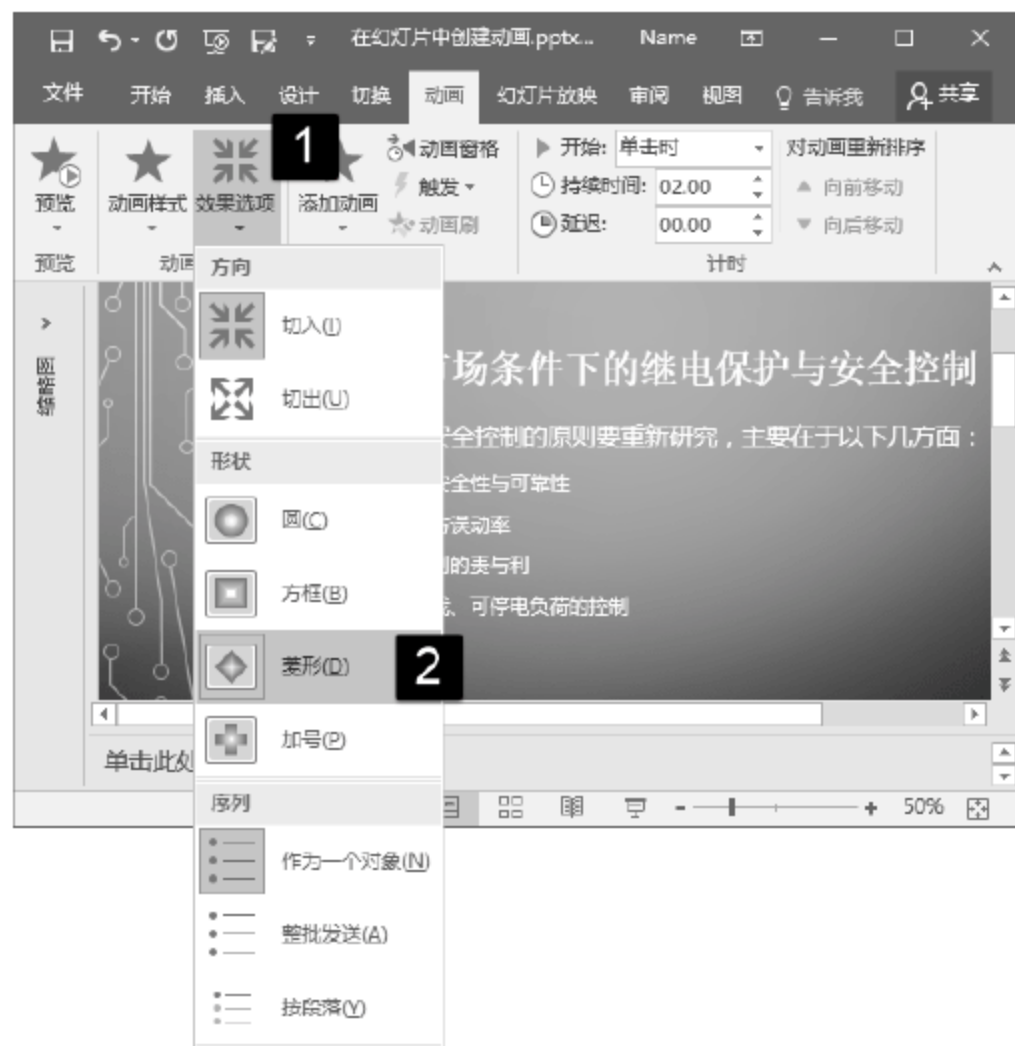 在幻灯片中创建动画.pptx... Name
文件 开始 插入 设计 切换 动画 幻灯片放映 审阅 视图 告诉我 共享
1
预览 动画样式 效果选项 添加动画
动画窗格
触发
动画刷
开始: 单击时
持续时间: 02.00
延迟: 00.00
对动画重新排序
向前移动
向后移动
预览 动画 计时
方向
切入(I)
切出(U)
形状
圆(C)
方框(B)
菱形(D)
2
加号(P)
序列
作为一个对象(N)
整批发送(A)
按段落(Y)
缩略图
市场条件下的继电保护与安全控制
安全控制的原则要重新研究，主要在于以下几方面：
安全性与可靠性
误动率
的责与利
、可停电负荷的控制
单击此处
50%